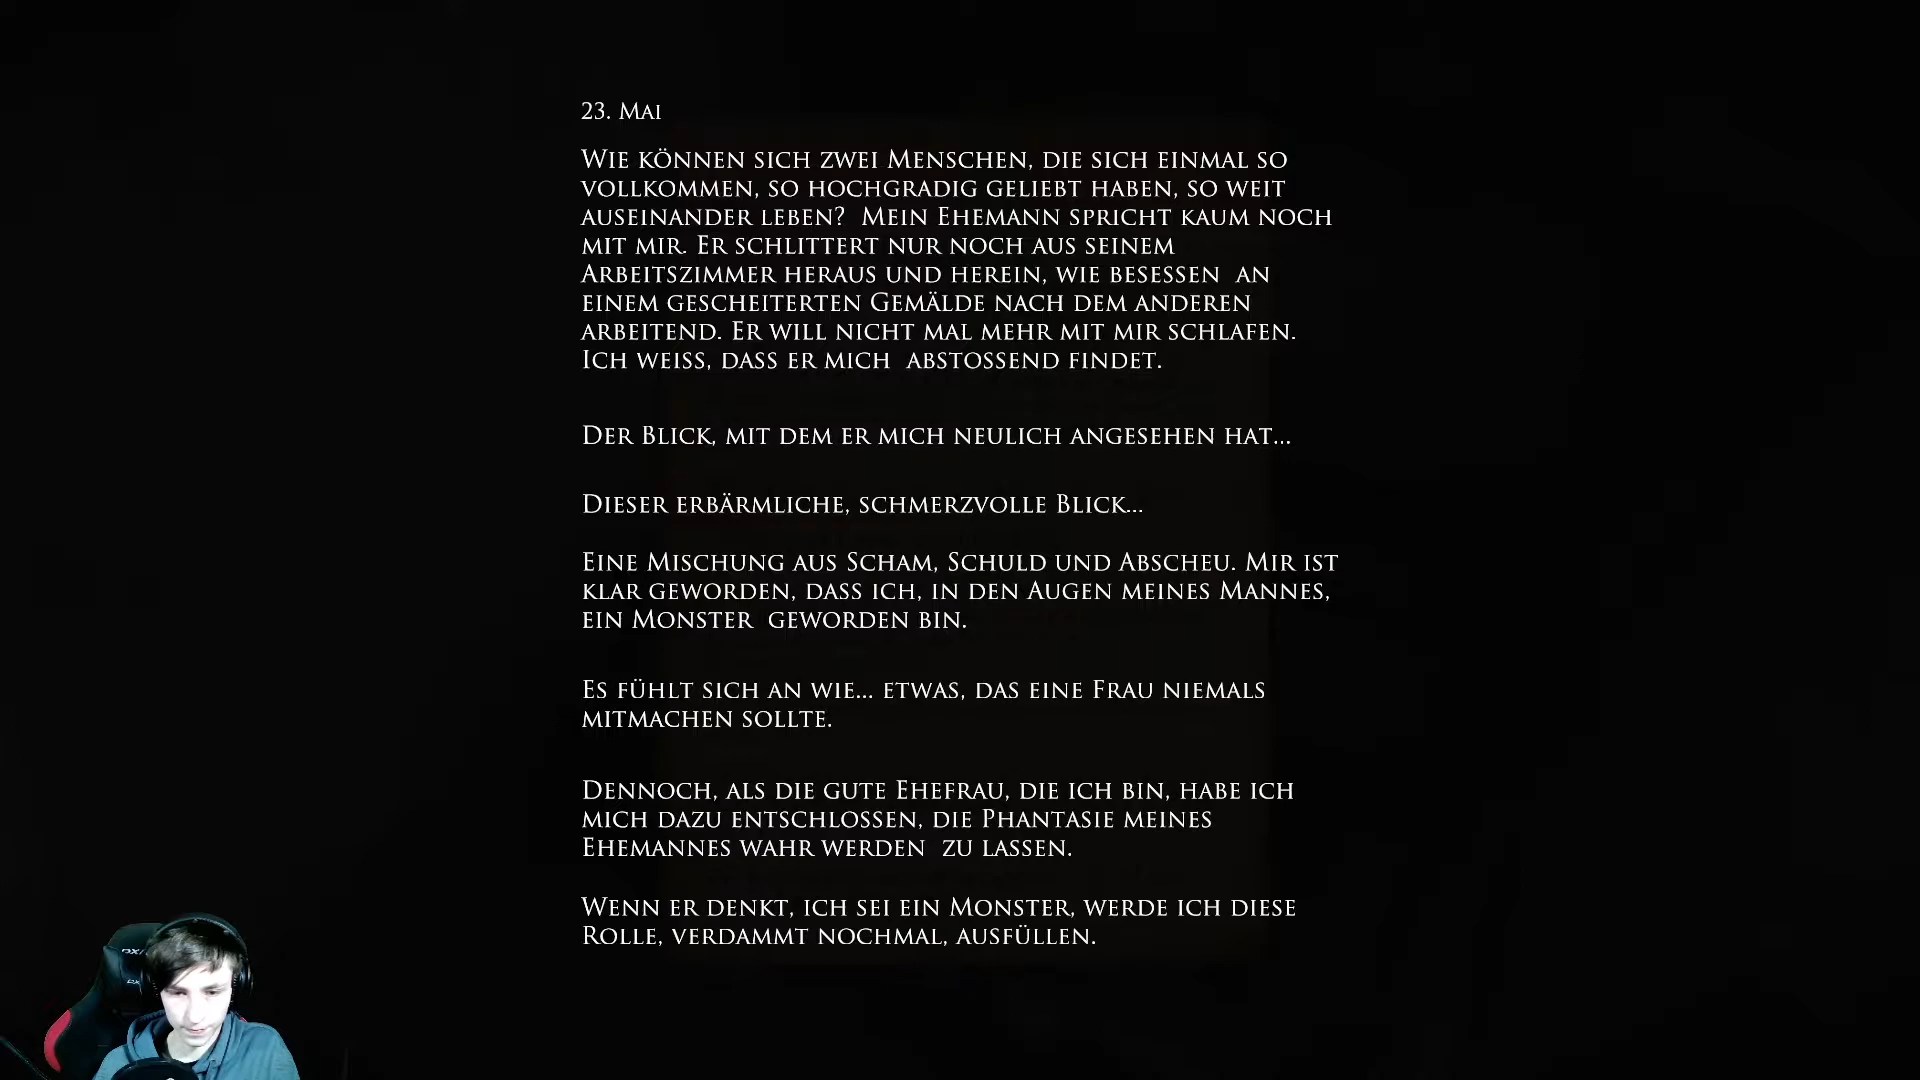 23. Mai
Wie können sich zwei Menschen, die sich einmal so
vollkommen, so hochgradig geliebt haben, so weit
auseinander leben?  Mein Ehemann spricht kaum noch
mit mir. Er schlittert nur noch aus seinem
Arbeitszimmer heraus und herein, wie besessen  an
einem gescheiterten Gemälde nach dem anderen
arbeitend. Er will nicht mal mehr mit mir schlafen.
Ich weiss, dass er mich  abstossend findet.
Der Blick, mit dem er mich neulich angesehen hat...
Dieser erbärmliche, schmerzvolle Blick...
Eine Mischung aus Scham, Schuld und Abscheu. Mir ist
klar geworden, dass ich, in den Augen meines Mannes,
ein Monster  geworden bin.
Es fühlt sich an wie... etwas, das eine Frau niemals
mitmachen sollte.
Dennoch, als die gute Ehefrau, die ich bin, habe ich
mich dazu entschlossen, die Phantasie meines
Ehemannes wahr werden  zu lassen.
Wenn er denkt, ich sei ein Monster, werde ich diese
Rolle, verdammt nochmal, ausfüllen.